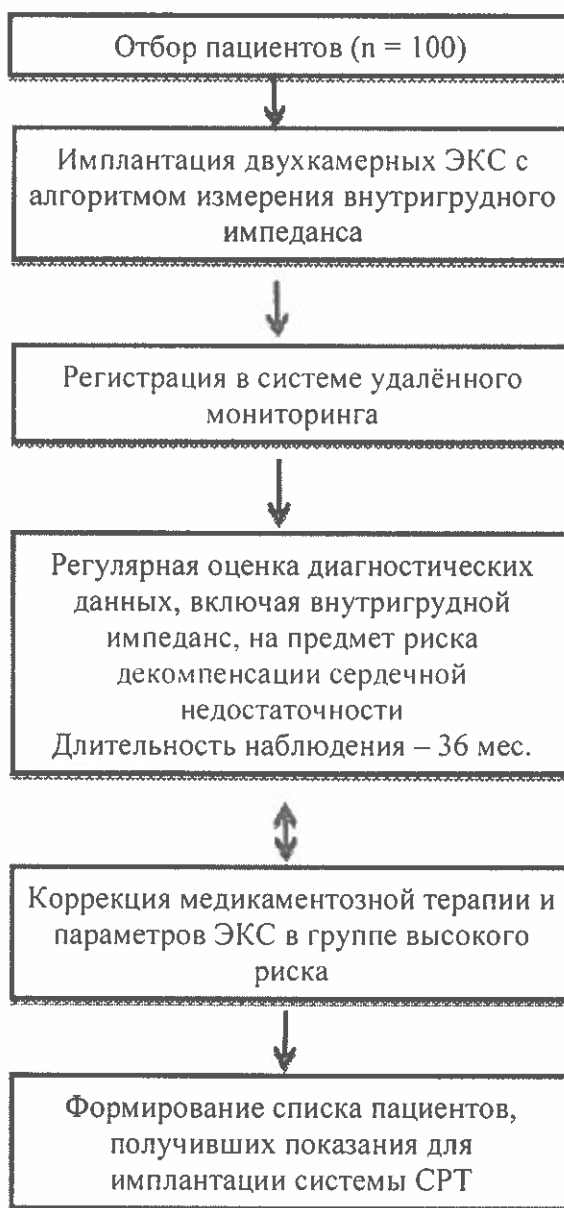 Отбор пациентов (n = 100)
Имплантация двухкамерных ЭКС с
алгоритмом измерения внутригрудного
импеданса
Регистрация в системе удалённого
мониторинга
Регулярная оценка диагностических
данных, включая внутригрудной
импеданс, на предмет риска
декомпенсации сердечной
недостаточности
Длительность наблюдения – 36 мес.
Коррекция медикаментозной терапии и
параметров ЭКС в группе высокого
риска
Формирование списка пациентов,
получивших показания для
имплантации системы СРТ